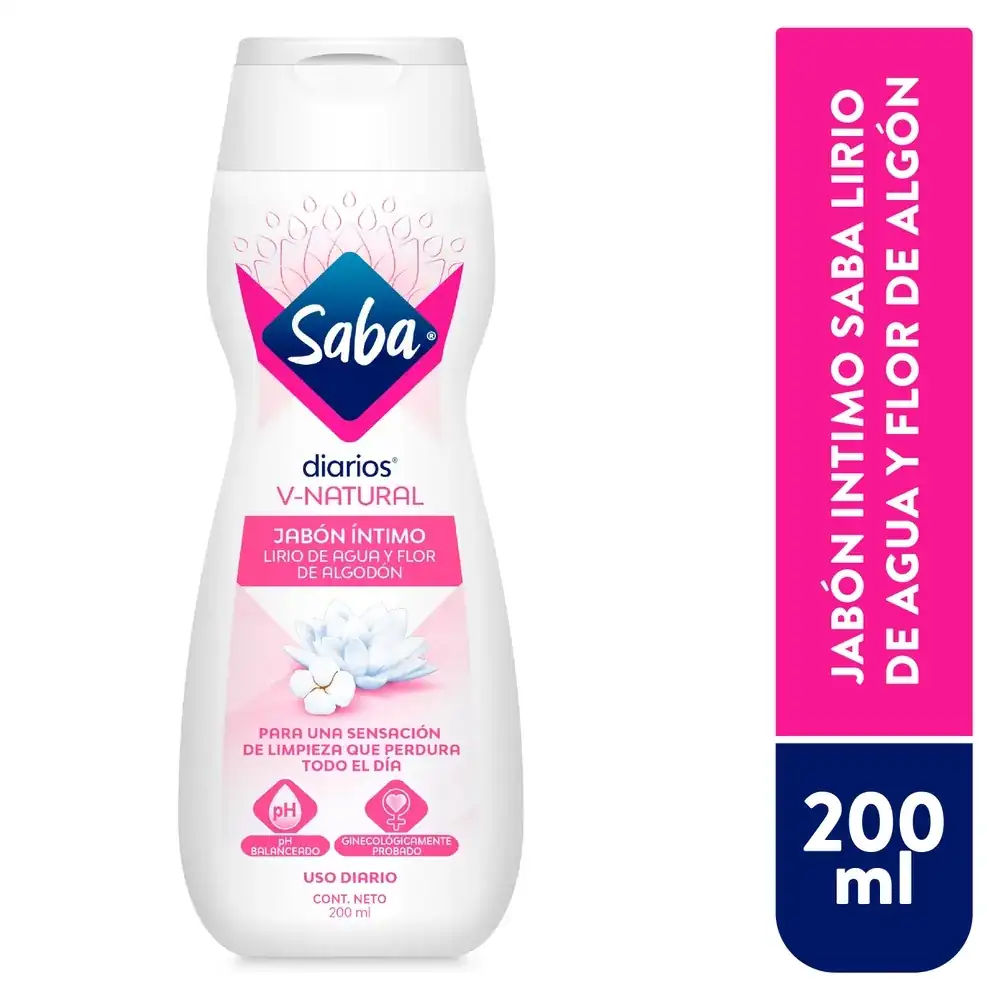 Saba®
diarios®
V-NATURAL
JABÓN ÍNTIMO
LIRIO DE AGUA Y FLOR
DE ALGODÓN
PARA UNA SENSACIÓN
DE LIMPIEZA QUE PERDURA
TODO EL DÍA
pH
pH
BALANCEADO
GINECOLÓGICAMENTE
PROBADO
USO DIARIO
CONT. NETO
200 ml
JABÓN INTIMO SABA LIRIO
DE AGUA Y FLOR DE ALGÓN
200
ml